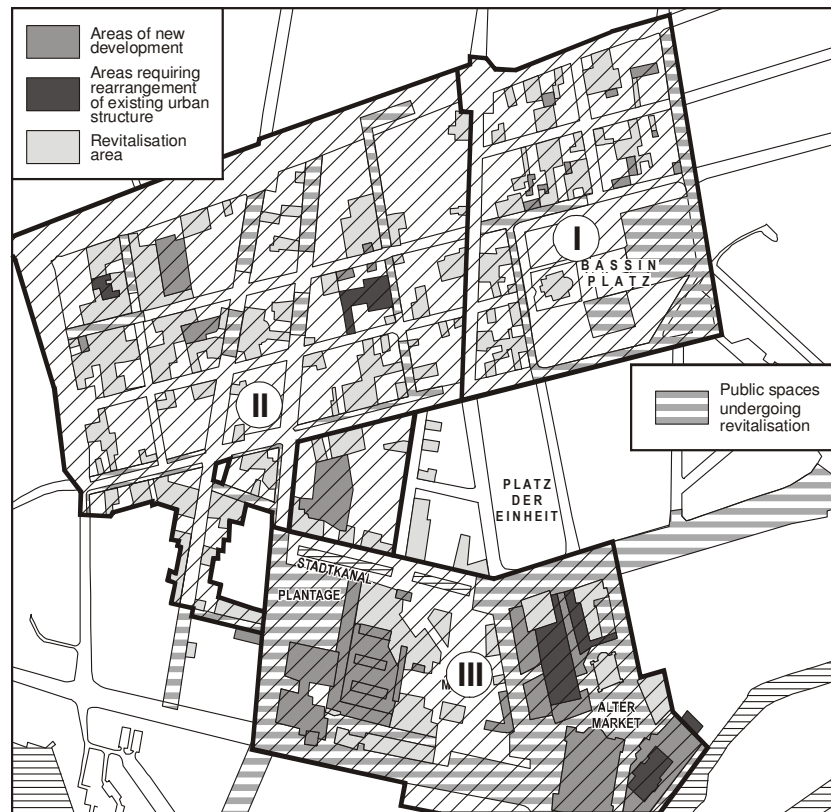 Areas of new
development
Areas requiring
rearrangement
of existing urban
structure
Revitalisation
area
I
BASSIN
PLATZ
Public spaces
undergoing
revitalisation
II
PLATZ
DER
EINHEIT
STADTKANAL
PLANTAGE
III
M
ALTER
MARKET